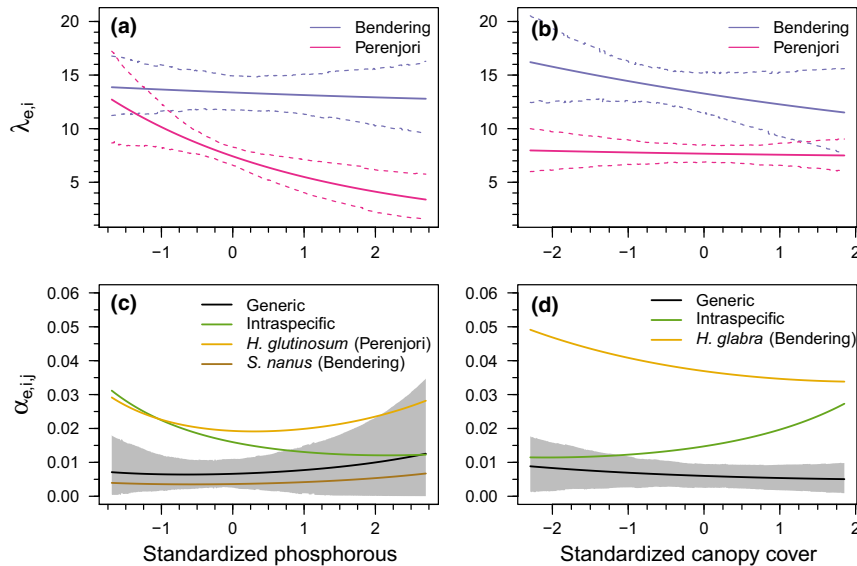 (a)
Bendering
Perenjori
20
15
10
5
λe,i
−1 0 1 2
(b)
Bendering
Perenjori
20
15
10
5
−2 −1 0 1 2
(c)
Generic
Intraspecific
H. glutinosum (Perenjori)
S. nanus (Bendering)
0.06
0.05
0.04
0.03
0.02
0.01
0.00
αe,i,j
−1 0 1 2
Standardized phosphorous
(d)
Generic
Intraspecific
H. glabra (Bendering)
0.06
0.05
0.04
0.03
0.02
0.01
0.00
−2 −1 0 1 2
Standardized canopy cover